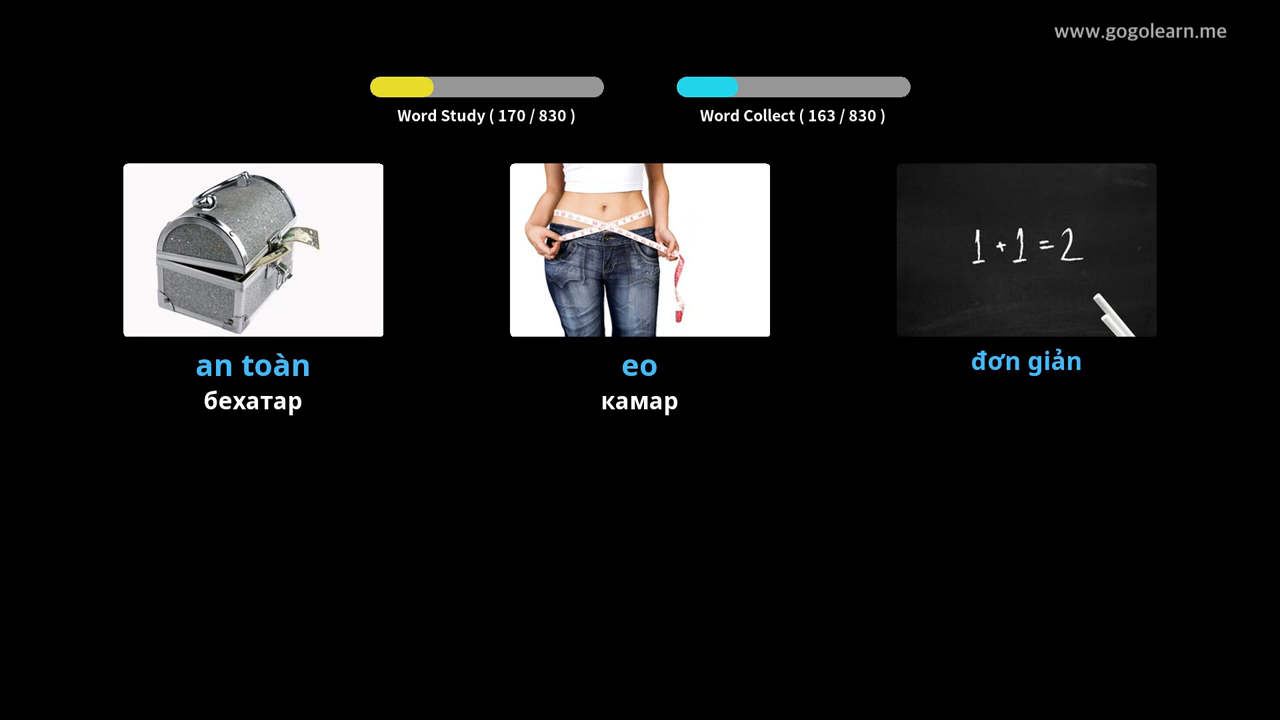 www.gogolearn.me
Word Study ( 170 / 830 )
Word Collect ( 163 / 830 )
1 + 1 = 2
an toàn
бехатар
eo
камар
đơn giản